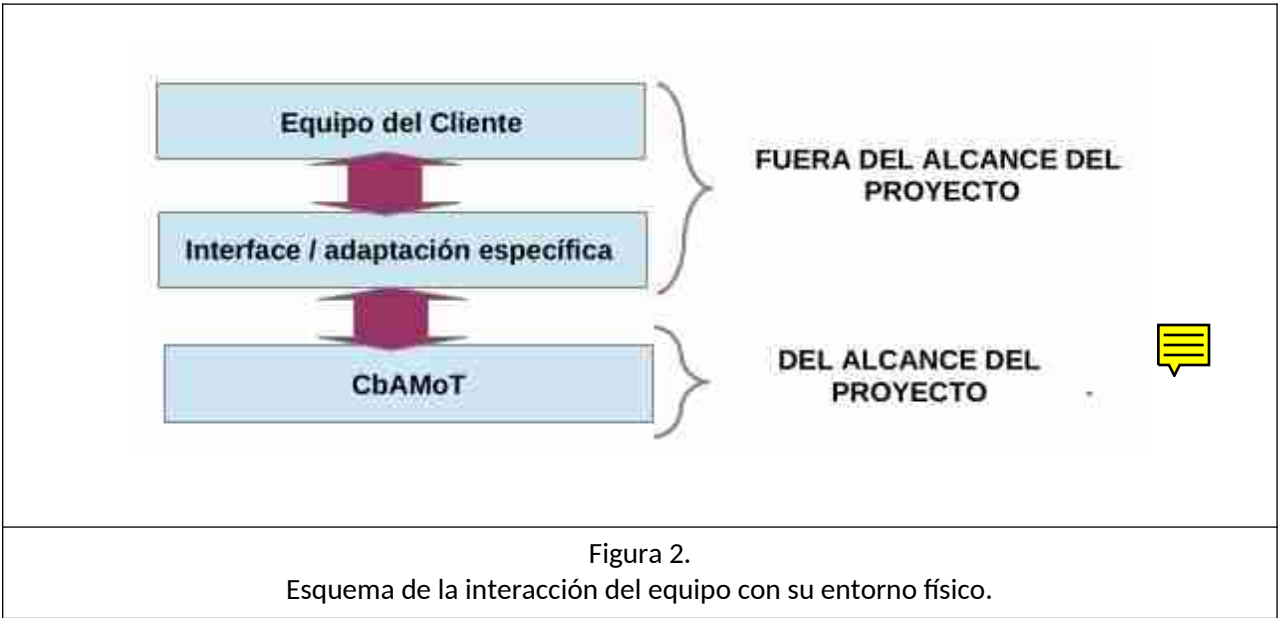 Equipo del Cliente
FUERA DEL ALCANCE DEL
PROYECTO
Interface / adaptación específica
DEL ALCANCE DEL
PROYECTO
CbAMoT
Figura 2.
Esquema de la interacción del equipo con su entorno físico.